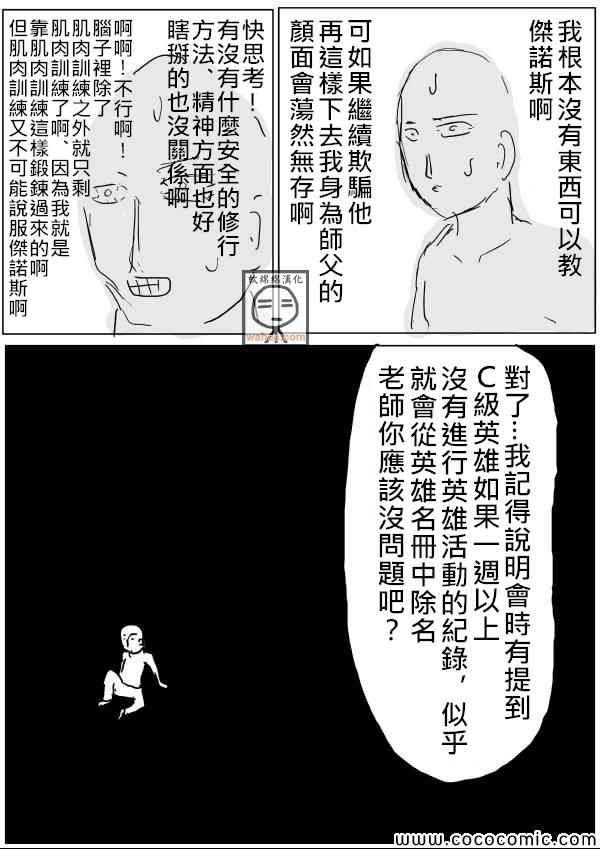 我根本沒有東西可以教
傑諾斯啊
可如果繼續欺騙他
再這樣下去我身為師父的
顏面會蕩然無存啊
快思考！
有沒有什麼安全的修行
方法、精神方面也好
瞎掰的也沒關係啊
啊啊！不行啊！
腦子裡除了
肌肉訓練之外就只剩
肌肉訓練了啊、因為我就是
靠肌肉訓練這樣鍛鍊過來的啊
但肌肉訓練又不可能說服傑諾斯啊
軟綿綿漢化
對了…我記得說明會時有提到
C級英雄如果一週以上
沒有進行英雄活動的紀錄，似乎
就會從英雄名冊中除名
老師你應該沒問題吧？
www.cococomic.com